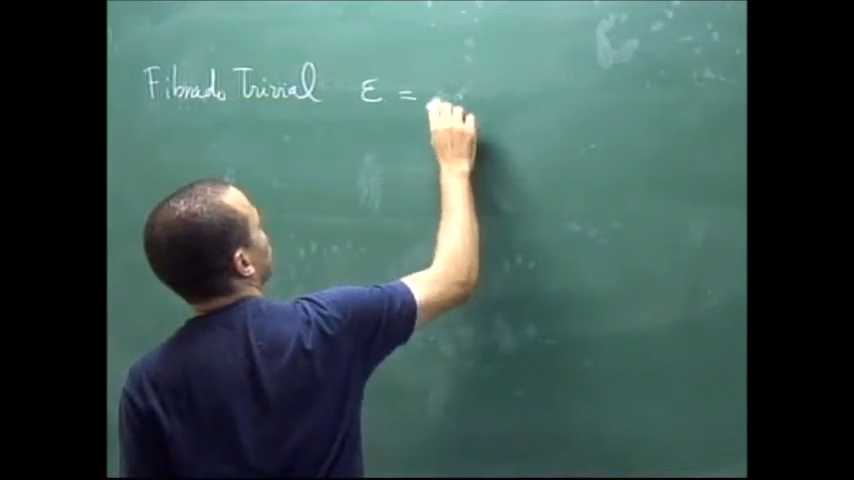 Fibrado Trivial ε =